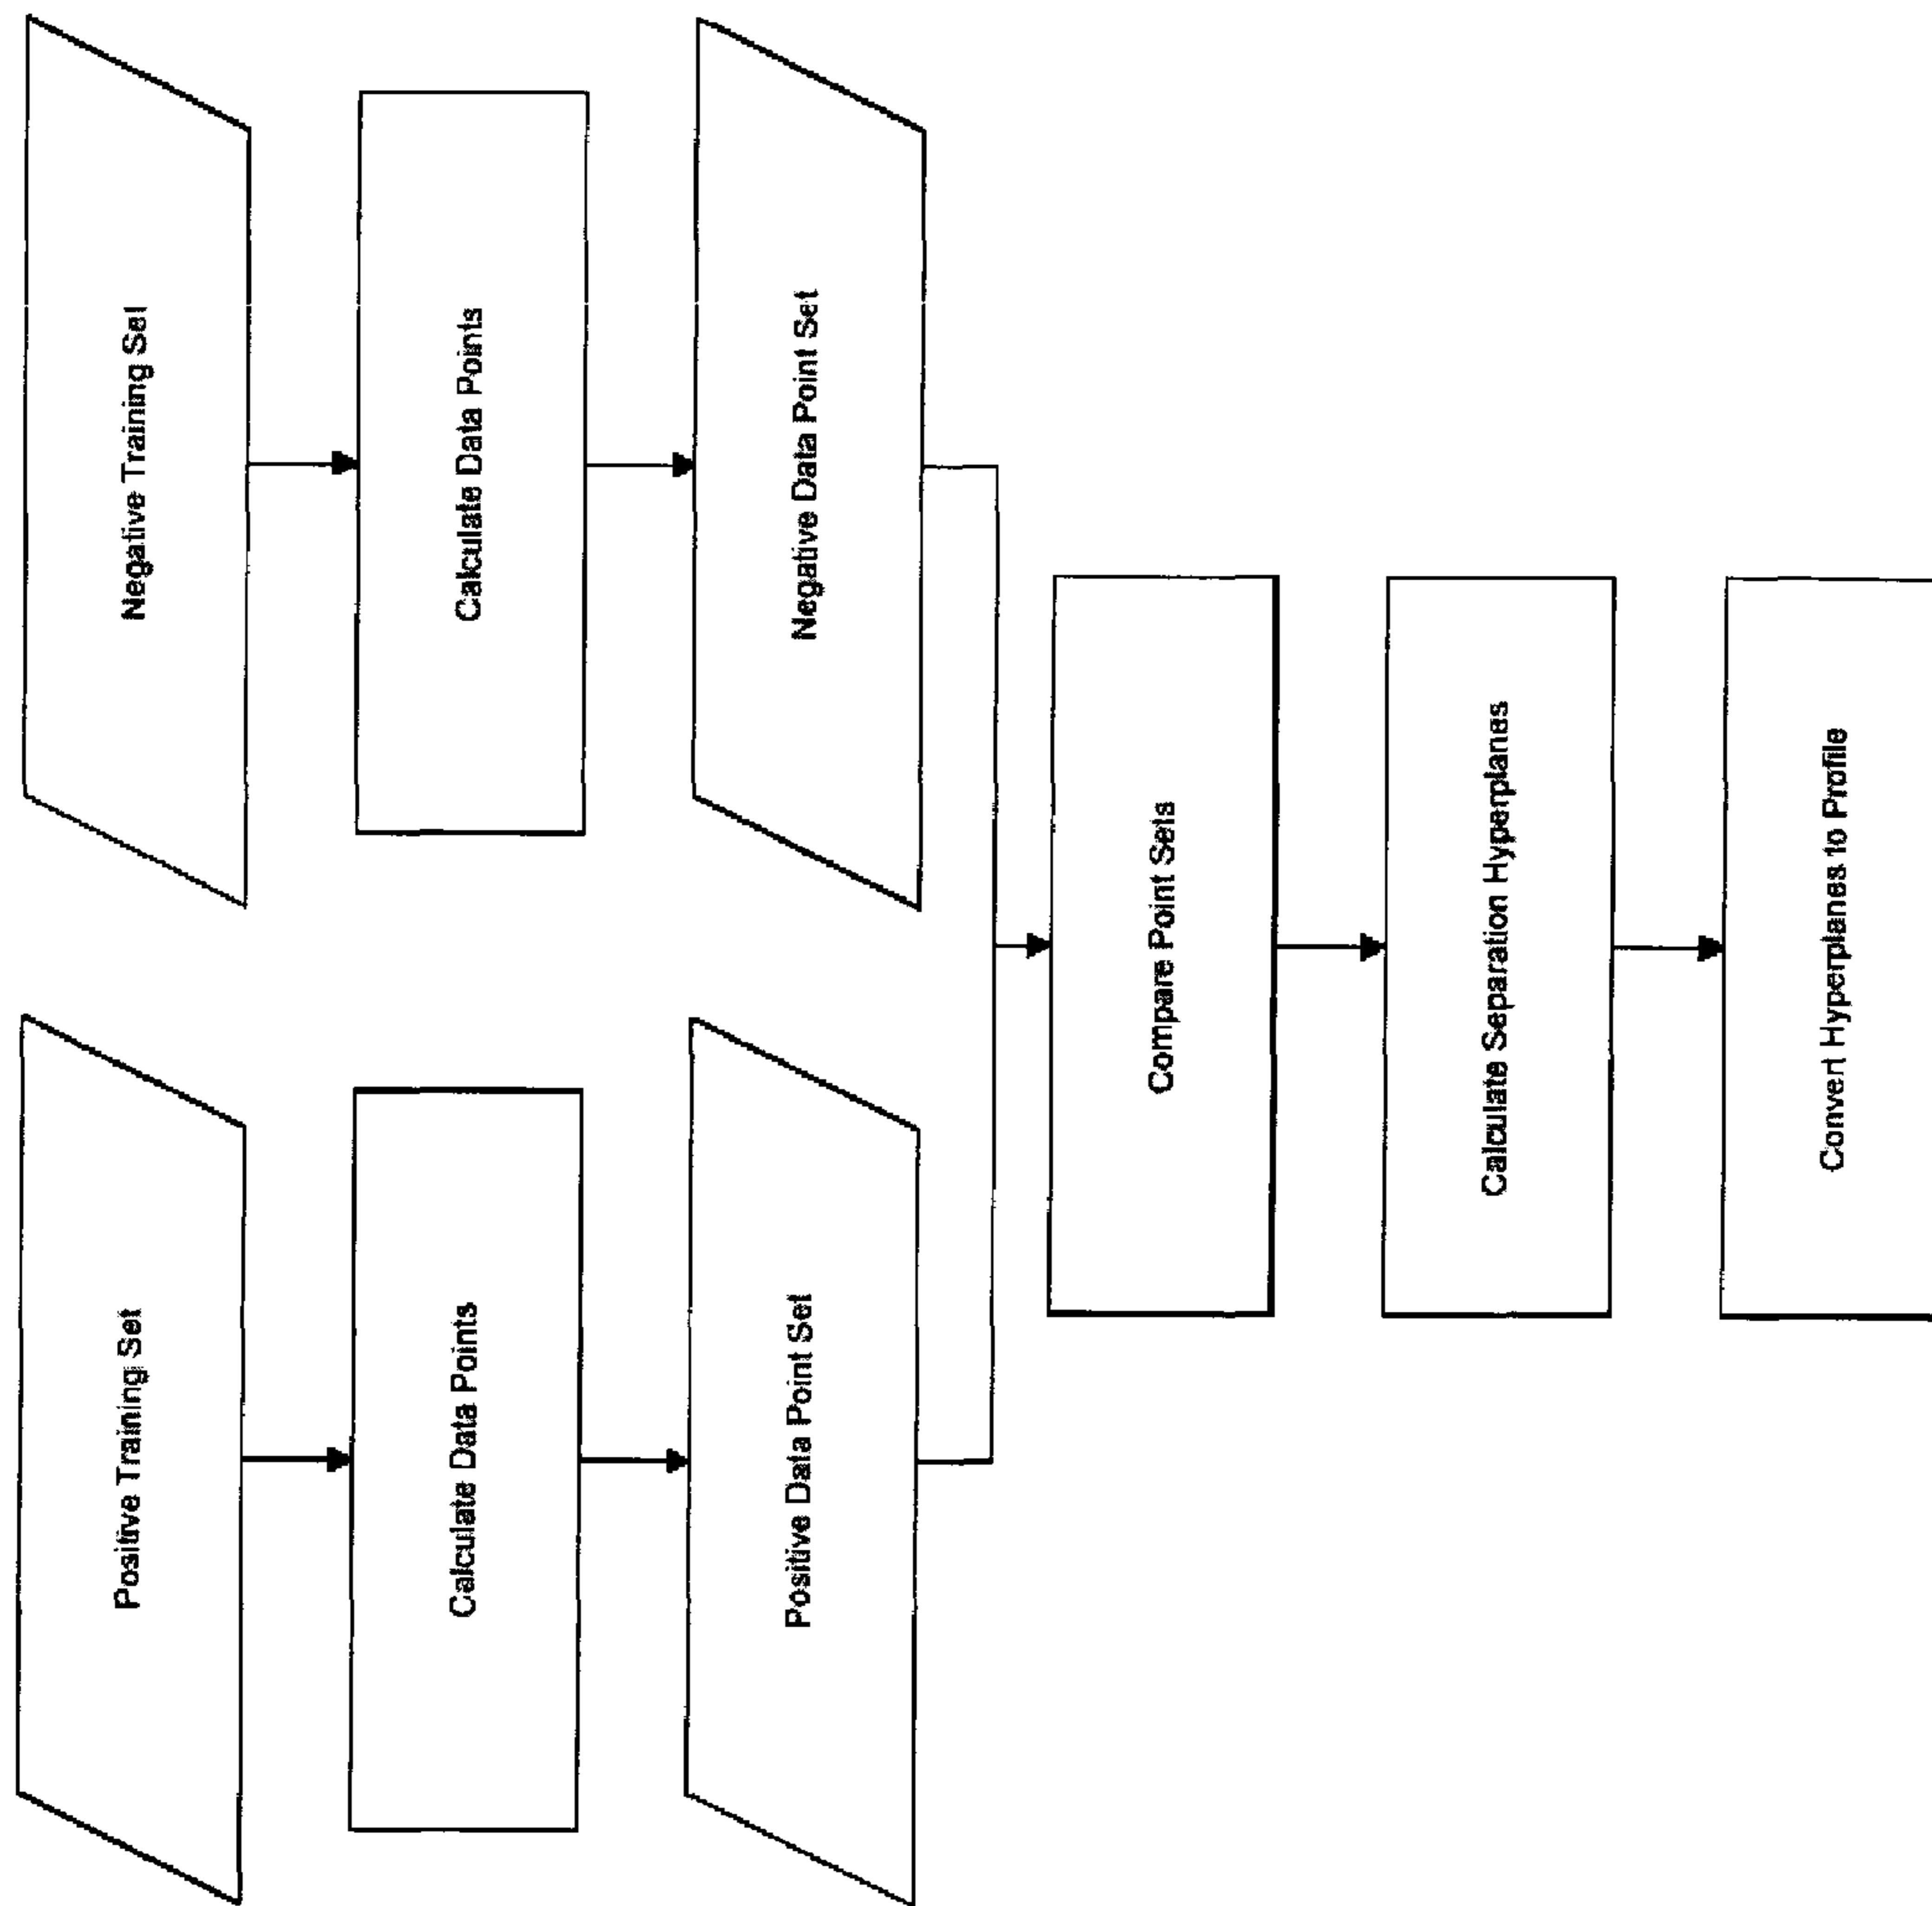 Positive Training Set
Negative Training Set
Calculate Data Points
Calculate Data Points
Positive Data Point Set
Negative Data Point Set
Compare Point Sets
Calculate Separation Hyperplanes
Convert Hyperplanes to Profile